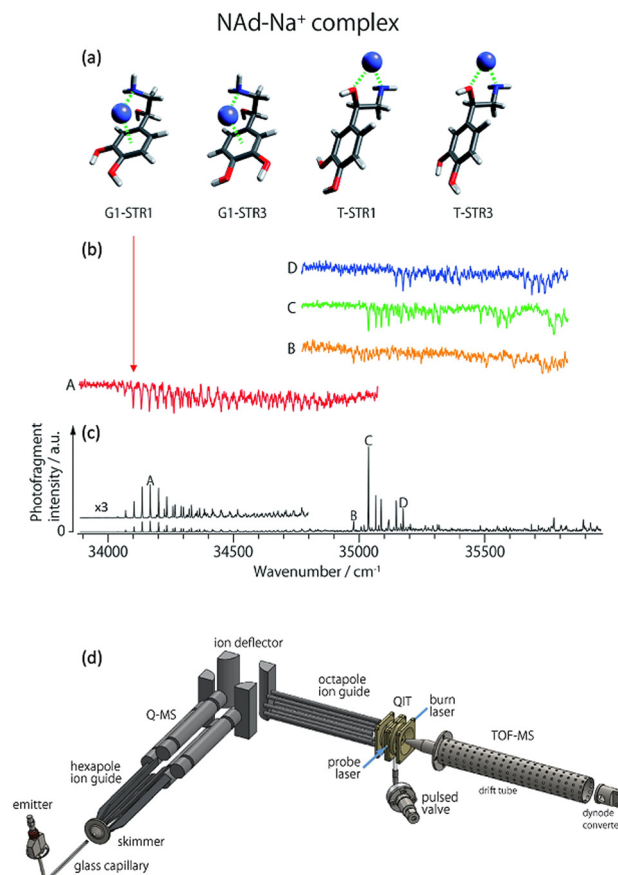 NAd-Na⁺ complex
(a)
G1-STR1 G1-STR3 T-STR1 T-STR3
(b)
D
C
B
A
(c)
Photofragment
intensity / a.u.
x3
A
B
C
D
0
34000 34500 35000 35500
Wavenumber / cm⁻¹
(d)
ion deflector
octapole
ion guide
Q-MS
QIT
burn
laser
TOF-MS
hexapole
ion guide
probe
laser
drift tube
emitter
pulsed
valve
dynode
converte
skimmer
glass capillary